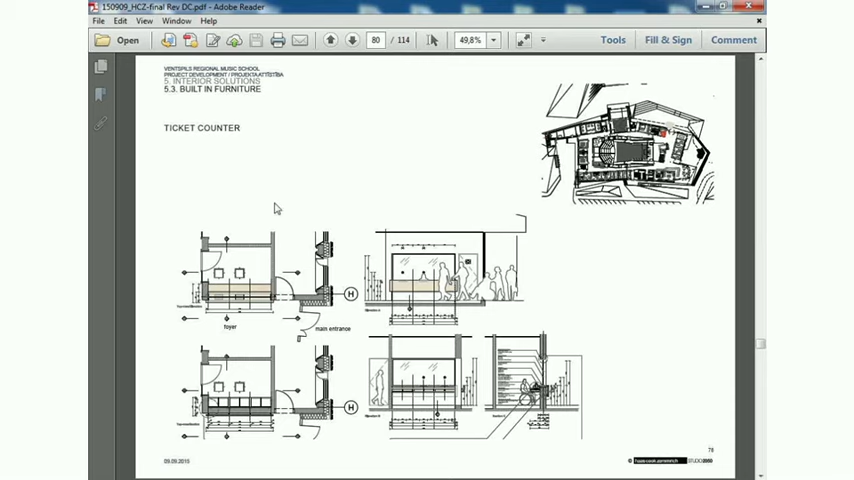 150909_HCZ-final Rev DC.pdf - Adobe Reader
File Edit View Window Help
Open 80 / 114 49,8% Tools Fill & Sign Comment
VENTSPILS REGIONAL MUSIC SCHOOL
PROJECT DEVELOPMENT / PROJEKTA ATTĪSTĪBA
5. INTERIOR SOLUTIONS
5.3. BUILT IN FURNITURE
TICKET COUNTER
H
foyer
main entrance
H
78
09.09.2015
©
STUDIO